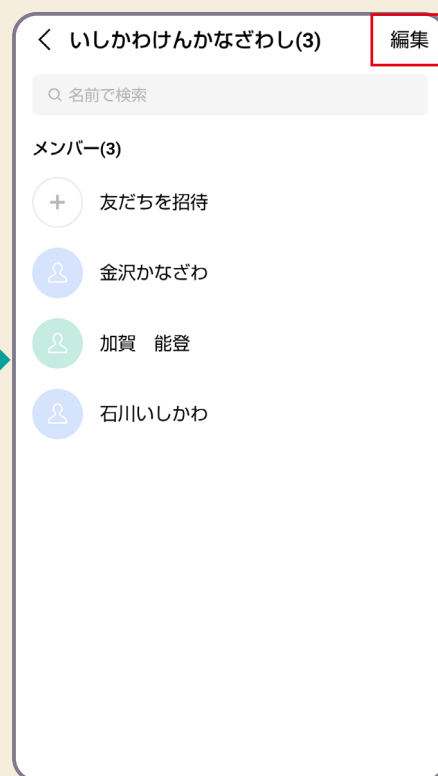 いしかわけんかなざわし(3) 編集
名前で検索
メンバー(3)
友だちを招待
金沢かなざわ
加賀　能登
石川いしかわ